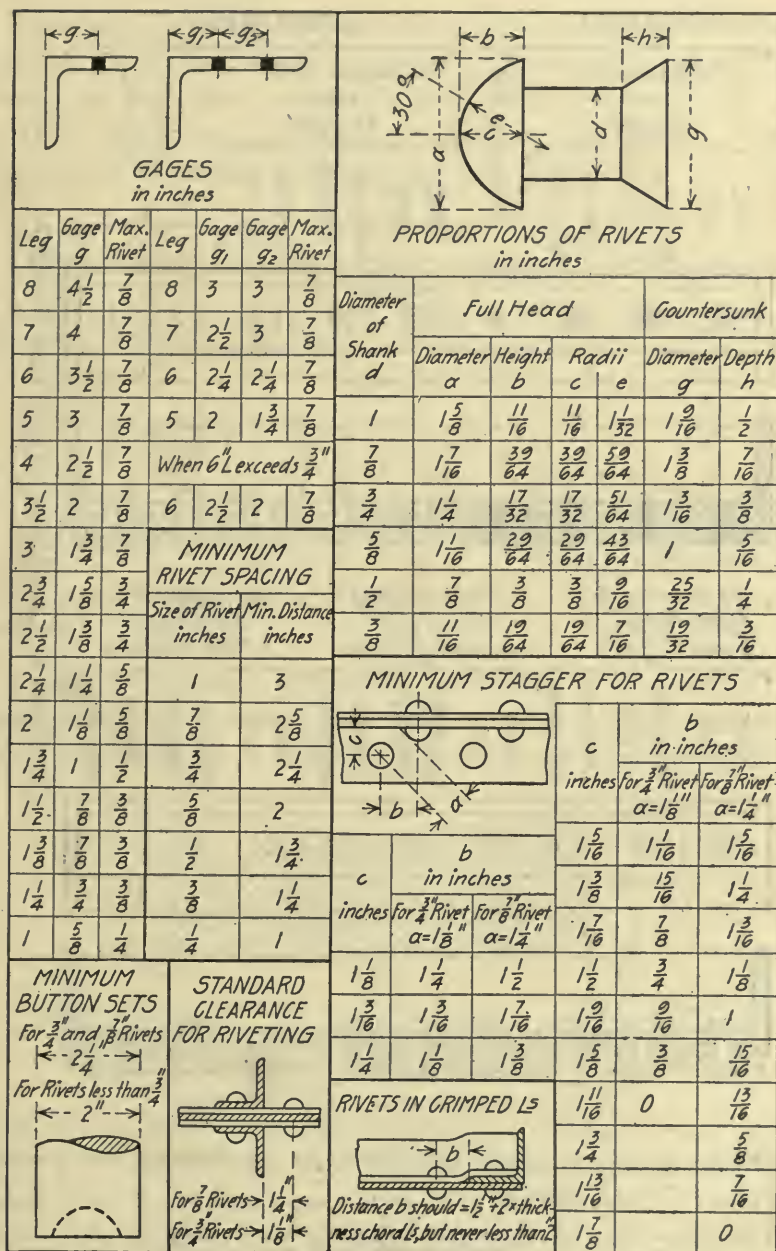 g g₁ g₂
GAGES
in inches
Leg Gage g Max. Rivet Leg Gage g₁ Gage g₂ Max. Rivet
8 4 1/2 7/8 8 3 3 7/8
7 4 7/8 7 2 1/2 3 7/8
6 3 1/2 7/8 6 2 1/4 2 1/4 7/8
5 3 7/8 5 2 1 3/4 7/8
4 2 1/2 7/8 When 6" L exceeds 3/4"
3 1/2 2 7/8 6 2 1/2 2 7/8
3 1 3/4 7/8
2 3/4 1 5/8 3/4
2 1/2 1 3/8 3/4
2 1/4 1 1/4 5/8
2 1 1/8 5/8
1 3/4 1 1/2
1 1/2 7/8 3/8
1 3/8 7/8 3/8
1 1/4 3/4 3/8
1 5/8 1/4
MINIMUM
RIVET SPACING
Size of Rivet inches Min. Distance inches
1 3
7/8 2 5/8
3/4 2 1/4
5/8 2
1/2 1 3/4
3/8 1 1/4
1/4 1
MINIMUM
BUTTON SETS
For 3/4" and 7/8" Rivets
2 1/4"
For Rivets less than 3/4"
2"
STANDARD
CLEARANCE
FOR RIVETING
For 7/8" Rivets 1 1/4"
For 3/4" Rivets 1 1/8"
b h
30° a e c d g
PROPORTIONS OF RIVETS
in inches
Diameter of Shank d Full Head Countersunk
Diameter a Height b Radii c e Diameter g Depth h
1 1 5/8 11/16 11/16 1 1/32 1 9/16 1/2
7/8 1 7/16 39/64 39/64 59/64 1 3/8 7/16
3/4 1 1/4 17/32 17/32 51/64 1 3/16 3/8
5/8 1 1/16 29/64 29/64 43/64 1 5/16
1/2 7/8 3/8 3/8 9/16 25/32 1/4
3/8 11/16 19/64 19/64 7/16 19/32 3/16
MINIMUM STAGGER FOR RIVETS
c b a
c inches b in inches
For 3/4" Rivet a=1 1/8" For 7/8" Rivet a=1 1/4"
1 1/8 1 1/4 1 1/2
1 3/16 1 3/16 1 7/16
1 1/4 1 1/8 1 3/8
c inches b in inches
For 3/4" Rivet a=1 1/8" For 7/8" Rivet a=1 1/4"
1 5/16 1 1/16 1 5/16
1 3/8 15/16 1 1/4
1 7/16 7/8 1 3/16
1 1/2 3/4 1 1/8
1 9/16 9/16 1
1 5/8 3/8 15/16
1 11/16 0 13/16
1 3/4 5/8
1 13/16 7/16
1 7/8 0
RIVETS IN CRIMPED Ls
b
Distance b should = 1 1/2" + 2 × thick-
ness chord Ls, but never less than 2"